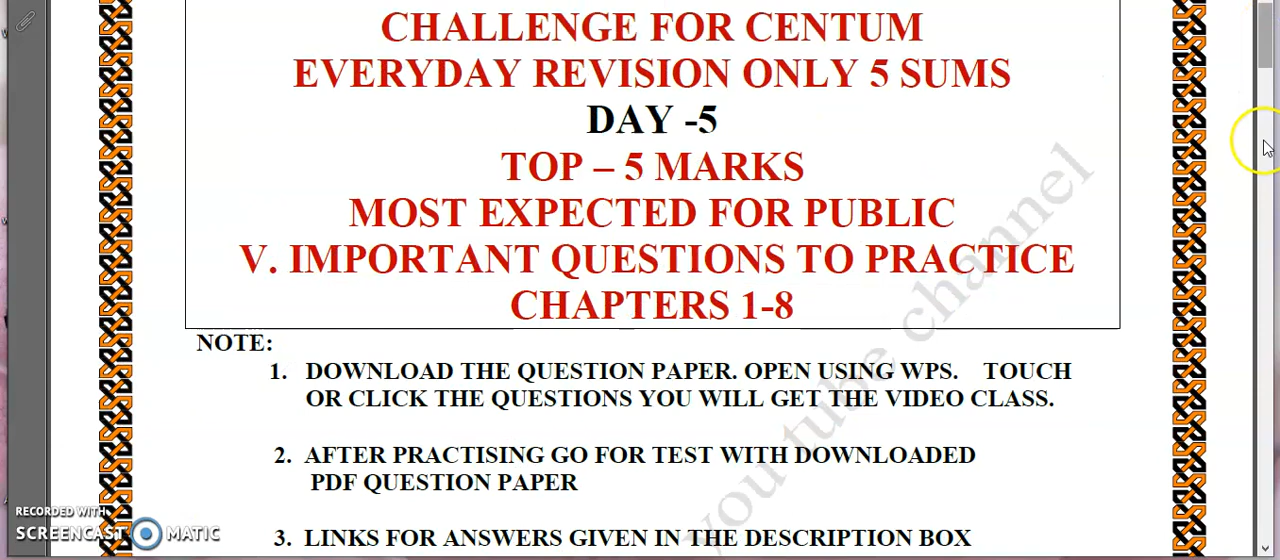 CHALLENGE FOR CENTUM
EVERYDAY REVISION ONLY 5 SUMS
DAY -5
TOP – 5 MARKS
MOST EXPECTED FOR PUBLIC
V. IMPORTANT QUESTIONS TO PRACTICE
CHAPTERS 1-8
NOTE:
1. DOWNLOAD THE QUESTION PAPER. OPEN USING WPS. TOUCH
OR CLICK THE QUESTIONS YOU WILL GET THE VIDEO CLASS.
2. AFTER PRACTISING GO FOR TEST WITH DOWNLOADED
PDF QUESTION PAPER
3. LINKS FOR ANSWERS GIVEN IN THE DESCRIPTION BOX
you tube channel
RECORDED WITH
SCREENCAST MATIC